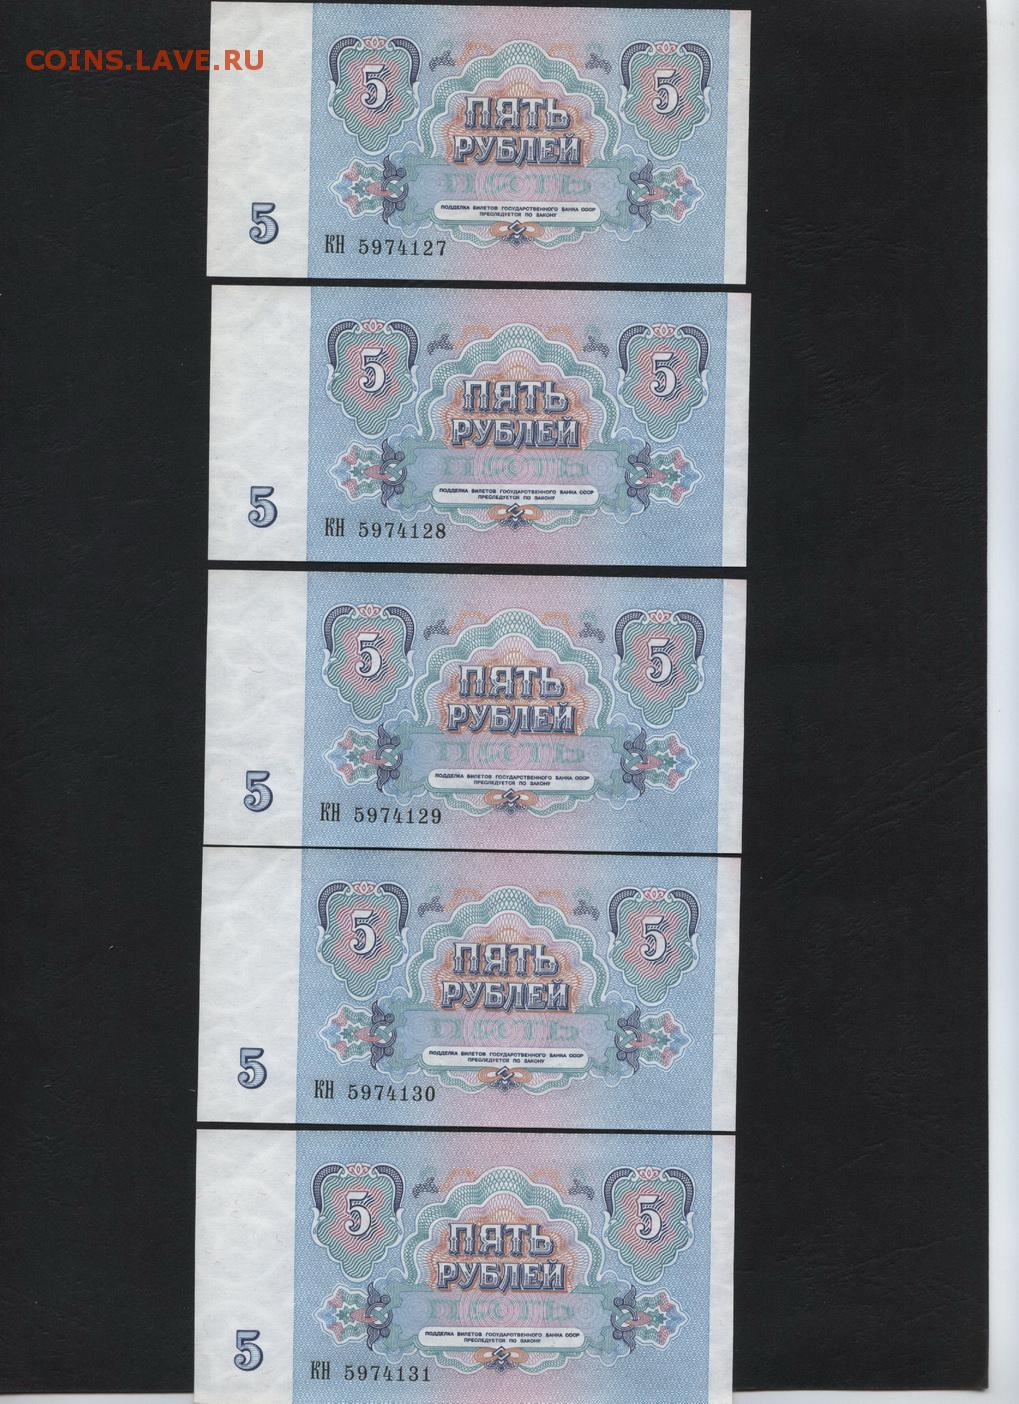 COINS.LAVE.RU
5 5
ПЯТЬ
РУБЛЕЙ
ПОДДЕЛКА БИЛЕТОВ ГОСУДАРСТВЕННОГО БАНКА СССР
ПРЕСЛЕДУЕТСЯ ПО ЗАКОНУ
5
КН 5974127
5 5
ПЯТЬ
РУБЛЕЙ
ПОДДЕЛКА БИЛЕТОВ ГОСУДАРСТВЕННОГО БАНКА СССР
ПРЕСЛЕДУЕТСЯ ПО ЗАКОНУ
5
КН 5974128
5 5
ПЯТЬ
РУБЛЕЙ
ПОДДЕЛКА БИЛЕТОВ ГОСУДАРСТВЕННОГО БАНКА СССР
ПРЕСЛЕДУЕТСЯ ПО ЗАКОНУ
5
КН 5974129
5 5
ПЯТЬ
РУБЛЕЙ
ПОДДЕЛКА БИЛЕТОВ ГОСУДАРСТВЕННОГО БАНКА СССР
ПРЕСЛЕДУЕТСЯ ПО ЗАКОНУ
5
КН 5974130
5 5
ПЯТЬ
РУБЛЕЙ
ПОДДЕЛКА БИЛЕТОВ ГОСУДАРСТВЕННОГО БАНКА СССР
ПРЕСЛЕДУЕТСЯ ПО ЗАКОНУ
5
КН 5974131